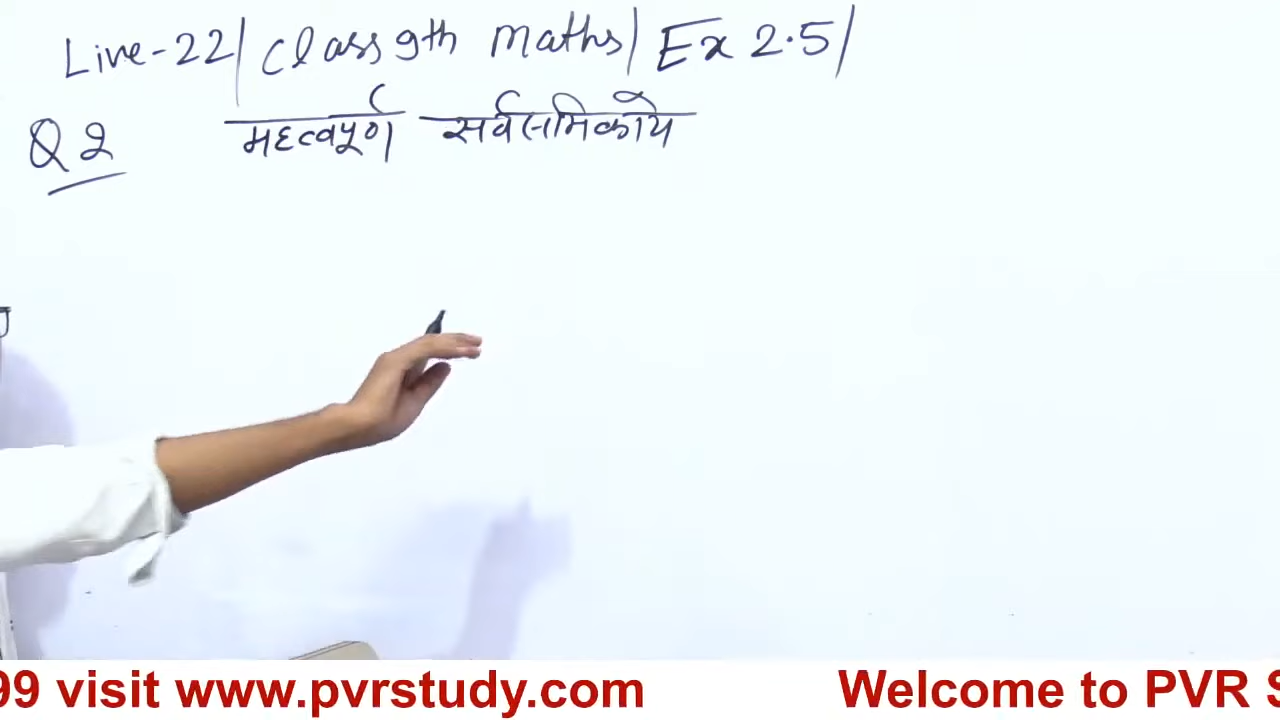 Live-22/ Class 9th Maths/ Ex 2.5/
Q 2 महत्वपूर्ण सर्वसमिकाये
99 visit www.pvrstudy.com Welcome to PVR S